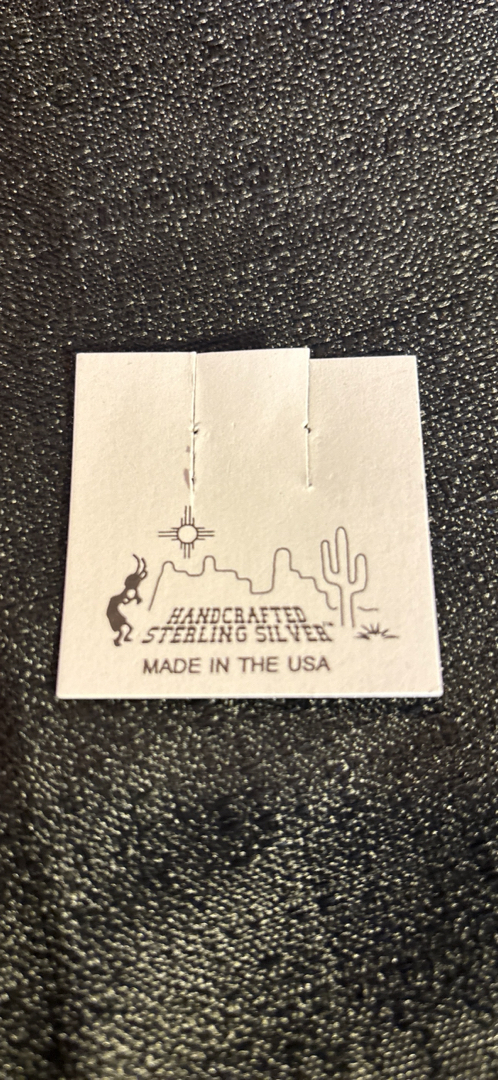 HANDCRAFTED
STERLING SILVER™
MADE IN THE USA